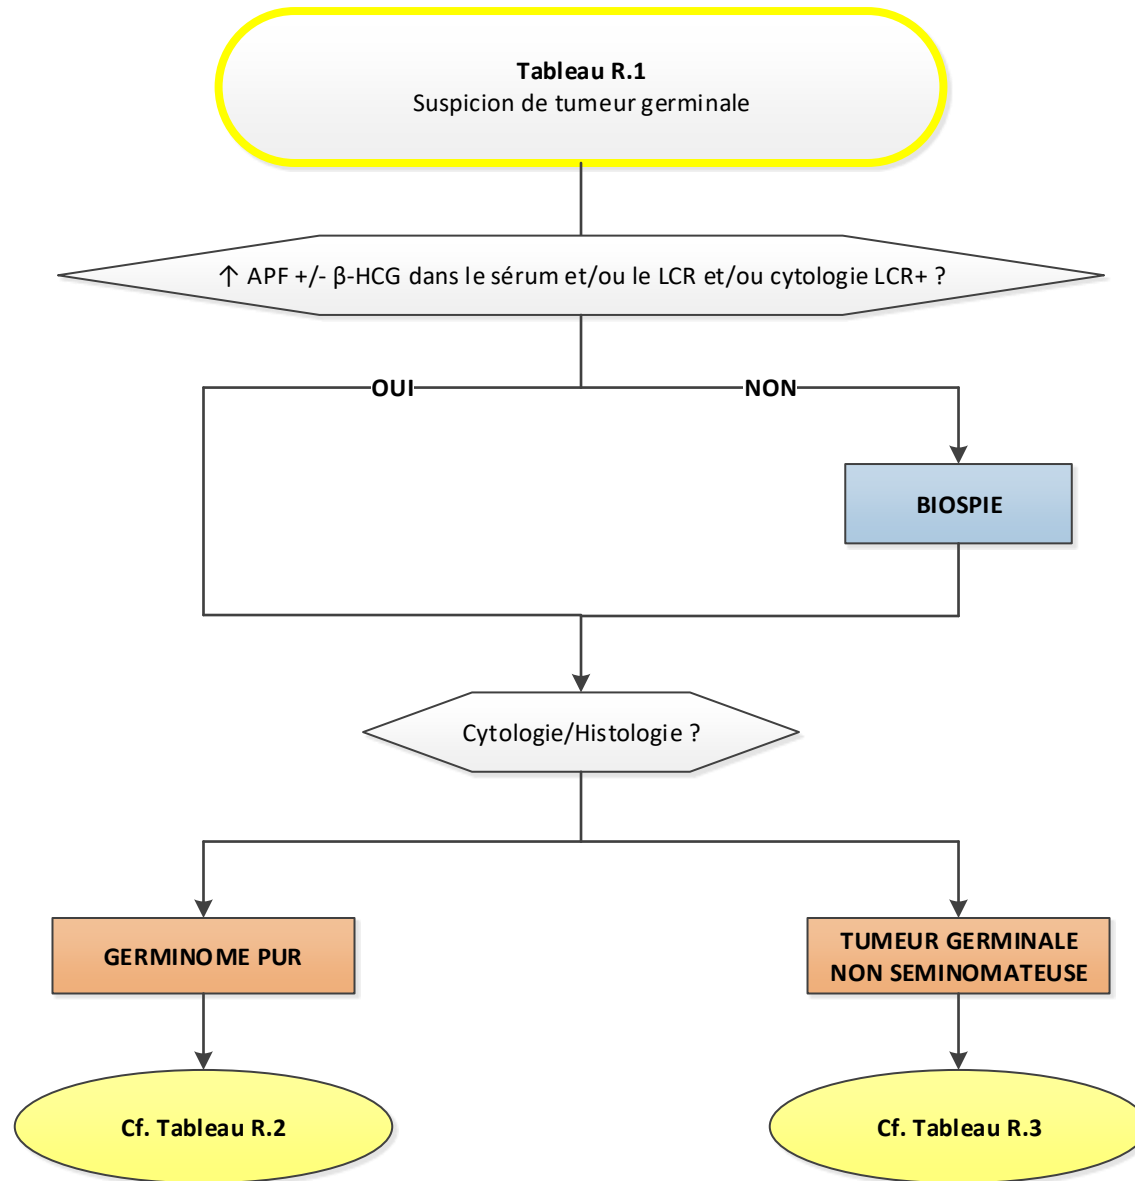 Tableau R.1
Suspicion de tumeur germinale
↑ APF +/- β-HCG dans le sérum et/ou le LCR et/ou cytologie LCR+ ?
OUI
NON
BIOSPIE
Cytologie/Histologie ?
GERMINOME PUR
TUMEUR GERMINALE
NON SEMINOMATEUSE
Cf. Tableau R.2
Cf. Tableau R.3